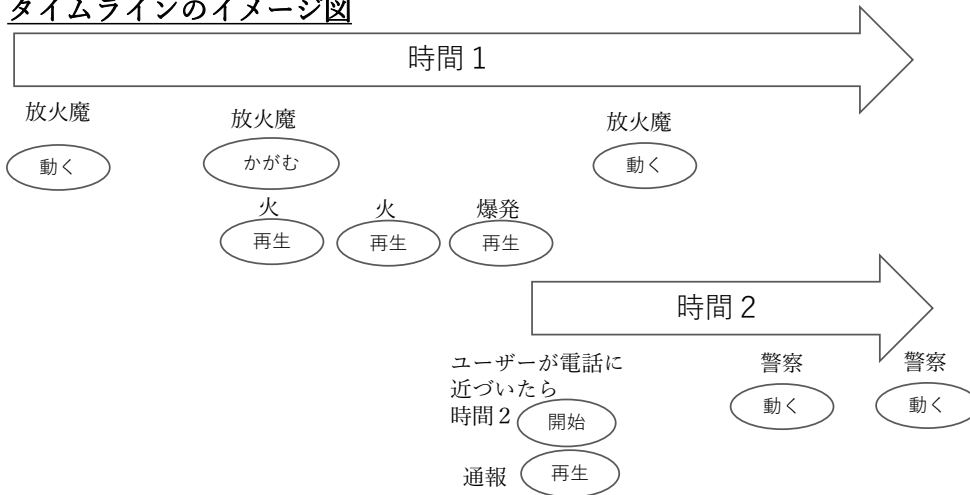 タイムラインのイメージ図
時間１
放火魔
放火魔
放火魔
動く
かがむ
動く
火
火
爆発
再生
再生
再生
時間２
ユーザーが電話に
近づいたら
時間２
開始
警察
警察
動く
動く
通報
再生